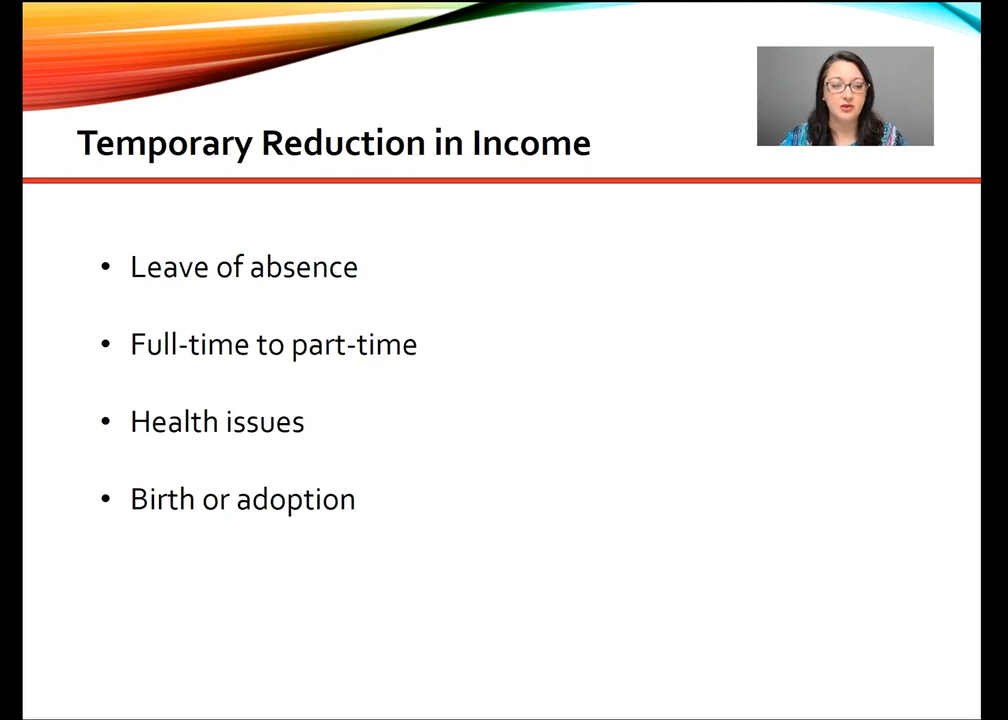 Temporary Reduction in Income
• Leave of absence
• Full-time to part-time
• Health issues
• Birth or adoption